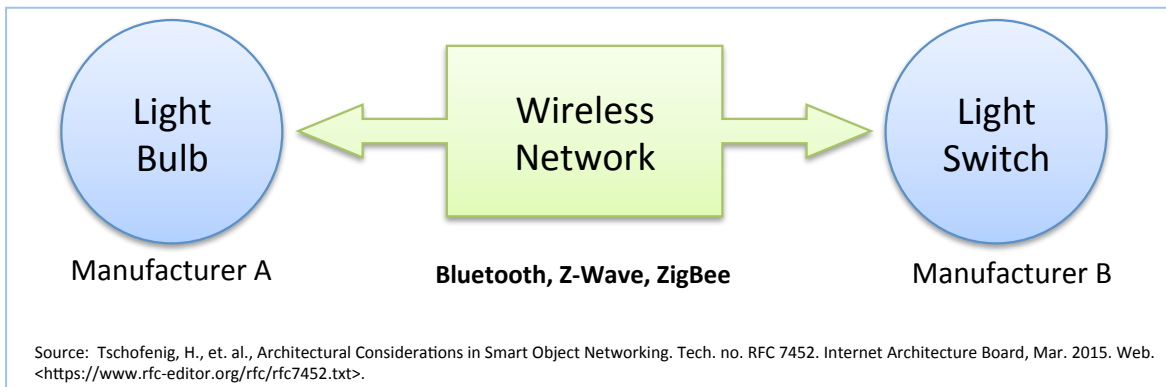 Light
Bulb
Wireless
Network
Light
Switch
Manufacturer A
Bluetooth, Z-Wave, ZigBee
Manufacturer B
Source:  Tschofenig, H., et. al., Architectural Considerations in Smart Object Networking. Tech. no. RFC 7452. Internet Architecture Board, Mar. 2015. Web.
<https://www.rfc-editor.org/rfc/rfc7452.txt>.